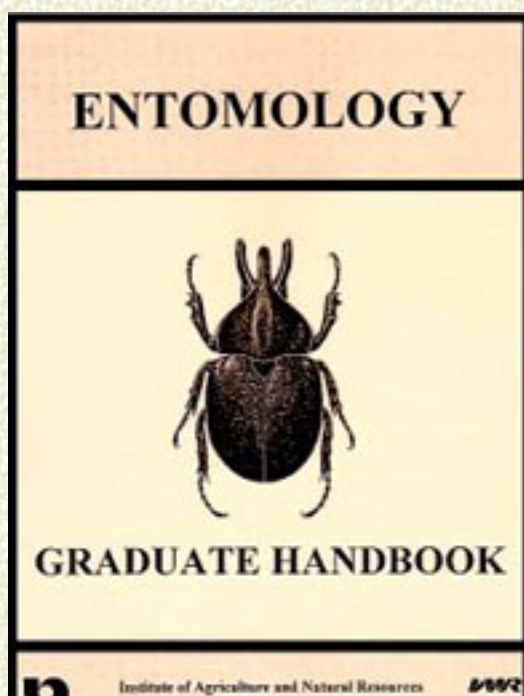 ENTOMOLOGY
GRADUATE HANDBOOK
Institute of Agriculture and Natural Resources